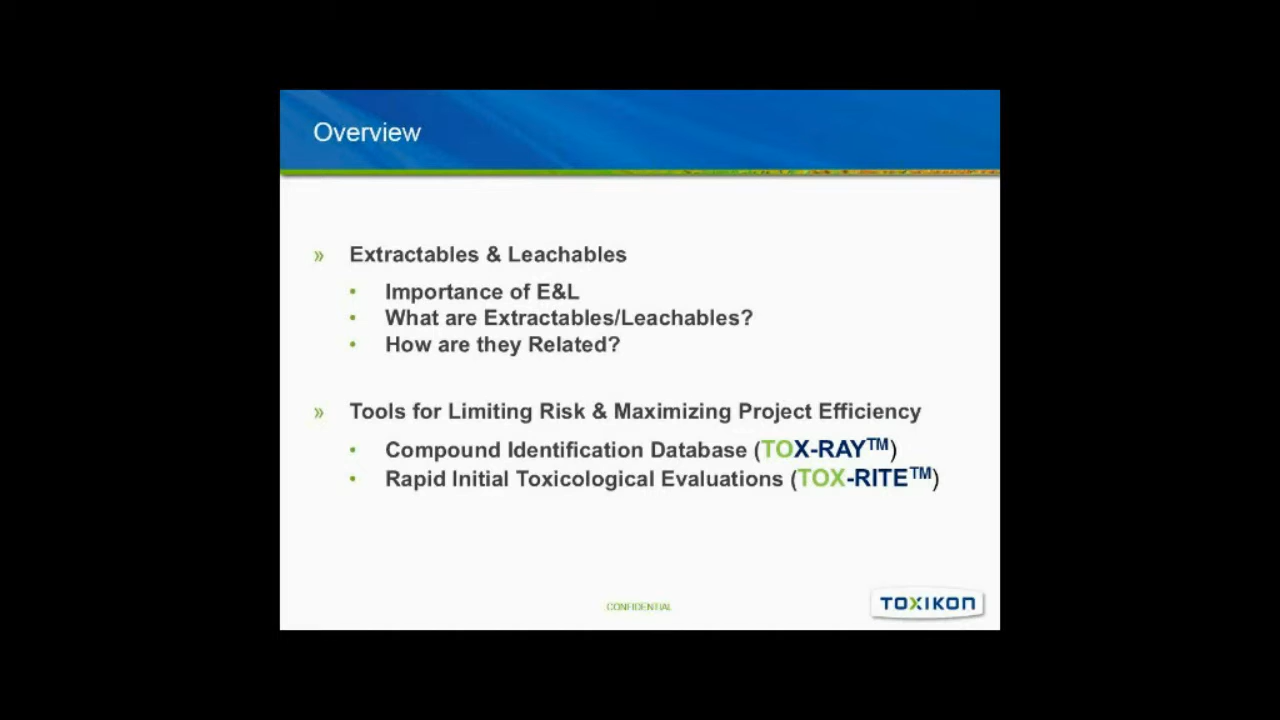 Overview
» Extractables & Leachables
• Importance of E&L
• What are Extractables/Leachables?
• How are they Related?
» Tools for Limiting Risk & Maximizing Project Efficiency
• Compound Identification Database (TOX-RAY™)
• Rapid Initial Toxicological Evaluations (TOX-RITE™)
CONFIDENTIAL
TOXIKON